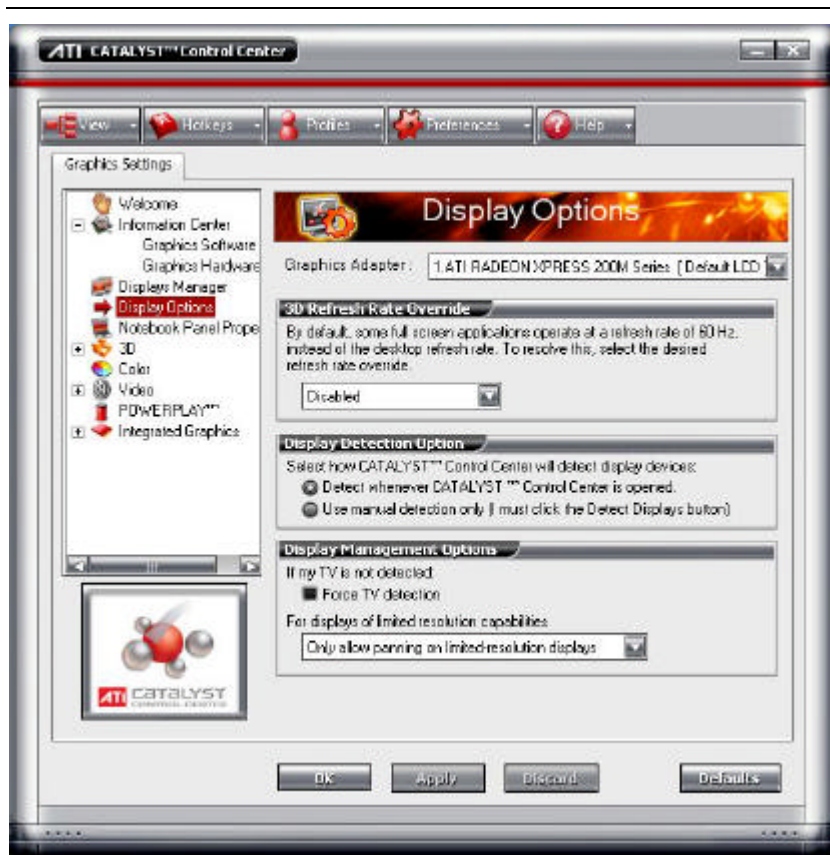 ATI CATALYST™ Control Center
View
Hotkeys
Profiles
Preferences
Help
Graphics Settings
Welcome
Information Center
Graphics Software
Graphics Hardware
Displays Manager
Display Options
Notebook Panel Prope
3D
Color
Video
POWERPLAY™
Integrated Graphics
Display Options
Graphics Adapter: 1.ATI RADEON XPRESS 200M Series [ Default LCD
3D Refresh Rate Override
By default, some full screen applications operate at a refresh rate of 60 Hz,
instead of the desktop refresh rate. To resolve this, select the desired
refresh rate override.
Disabled
Display Detection Option
Select how CATALYST™ Control Center will detect display devices:
Detect whenever CATALYST ™ Control Center is opened.
Use manual detection only (I must click the Detect Displays button)
Display Management Options
If my TV is not detected:
Force TV detection
For displays of limited resolution capabilities
Only allow panning on limited-resolution displays
ATI CATALYST
CONTROL CENTER
OK
Apply
Discard
Defaults